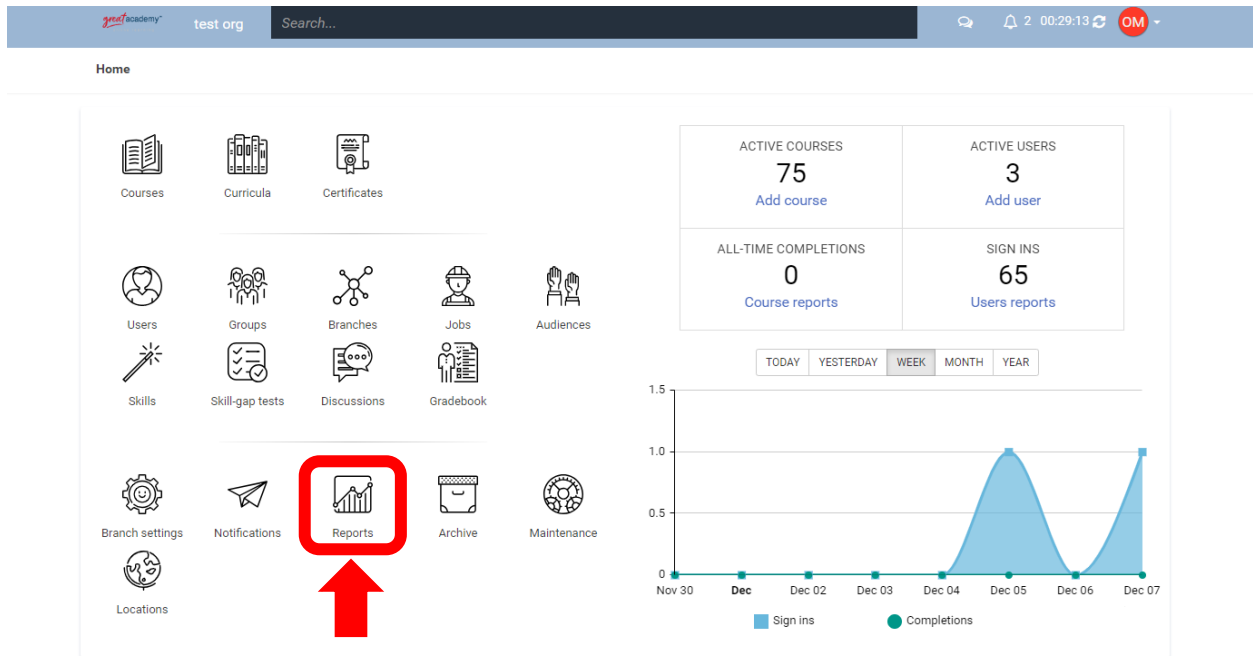 great academy
test org
Search...
2 00:29:13
OM
Home
Courses
Curricula
Certificates
Users
Groups
Branches
Jobs
Audiences
Skills
Skill-gap tests
Discussions
Gradebook
Branch settings
Notifications
Reports
Archive
Maintenance
Locations
ACTIVE COURSES
75
Add course
ACTIVE USERS
3
Add user
ALL-TIME COMPLETIONS
0
Course reports
SIGN INS
65
Users reports
TODAY YESTERDAY WEEK MONTH YEAR
1.5
1.0
0.5
0
Nov 30 Dec Dec 02 Dec 03 Dec 04 Dec 05 Dec 06 Dec 07
Sign ins Completions